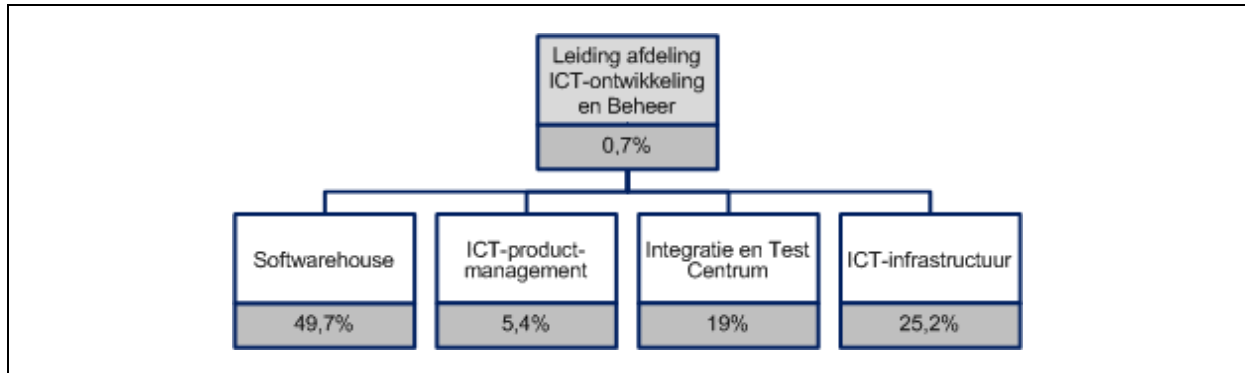 Leiding afdeling
ICT-ontwikkeling
en Beheer
0,7%
Softwarehouse
49,7%
ICT-product-
management
5,4%
Integratie en Test
Centrum
19%
ICT-infrastructuur
25,2%